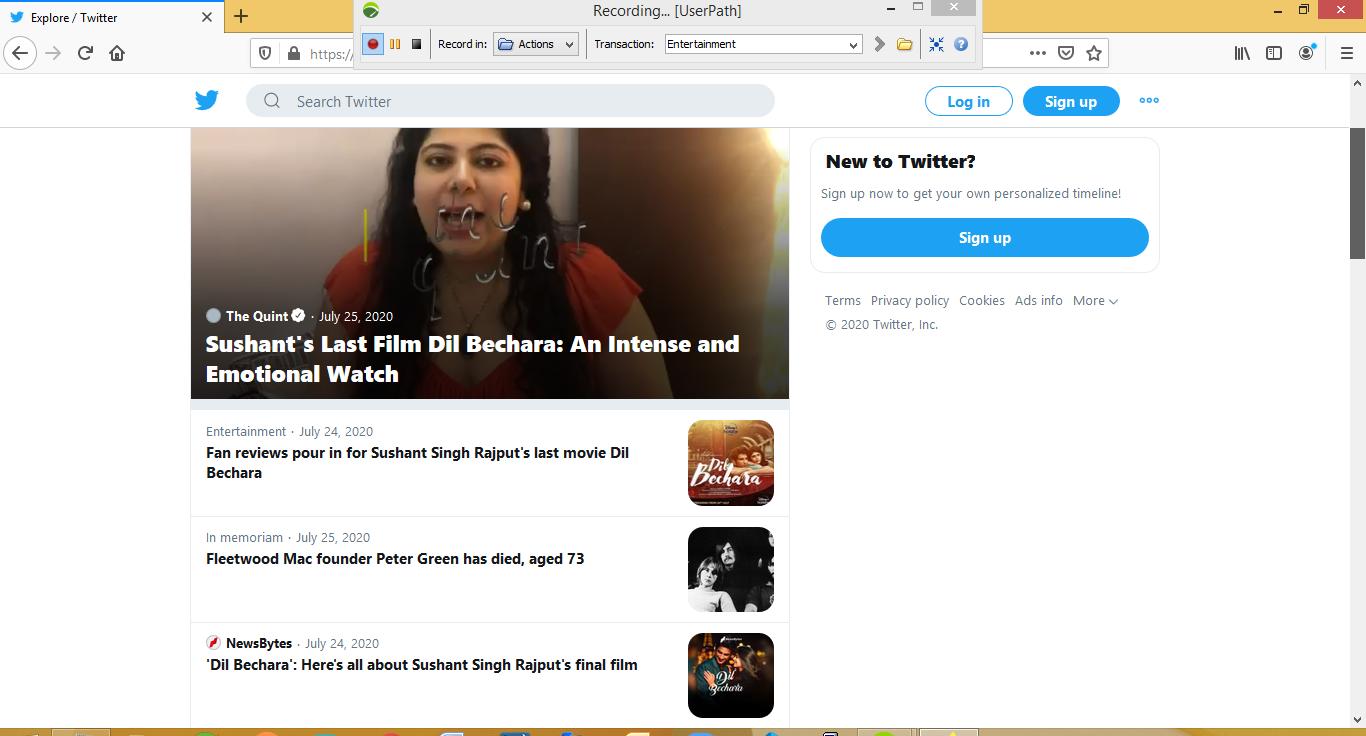 Explore / Twitter
Recording... [UserPath]
Record in:
Actions
Transaction:
Entertainment
https:/
Search Twitter
Log in
Sign up
the
quint
The Quint · July 25, 2020
Sushant's Last Film Dil Bechara: An Intense and
Emotional Watch
Entertainment · July 24, 2020
Fan reviews pour in for Sushant Singh Rajput's last movie Dil
Bechara
Dil
Bechara
In memoriam · July 25, 2020
Fleetwood Mac founder Peter Green has died, aged 73
NewsBytes · July 24, 2020
'Dil Bechara': Here's all about Sushant Singh Rajput's final film
NewsBytes
Dil
Bechara
New to Twitter?
Sign up now to get your own personalized timeline!
Sign up
Terms Privacy policy Cookies Ads info More
© 2020 Twitter, Inc.